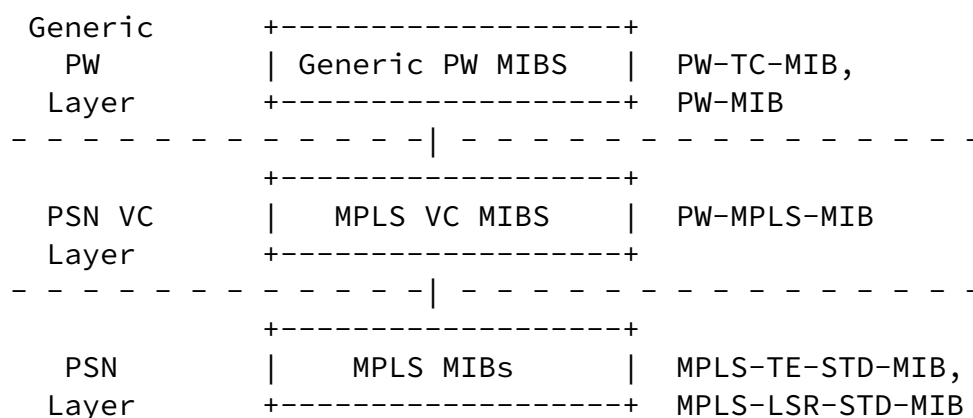 Generic       +-------------------+
   PW         | Generic PW MIBS   |  PW-TC-MIB,
  Layer       +-------------------+  PW-MIB
- - - - - - - - - - - -| - - - - - - - - - - - - - - -
              +-------------------+
  PSN VC      |   MPLS VC MIBS    |  PW-MPLS-MIB
  Layer       +-------------------+
- - - - - - - - - - - -| - - - - - - - - - - - - - - -
              +-------------------+
   PSN        |    MPLS MIBs      |  MPLS-TE-STD-MIB,
  Layer       +-------------------+  MPLS-LSR-STD-MIB